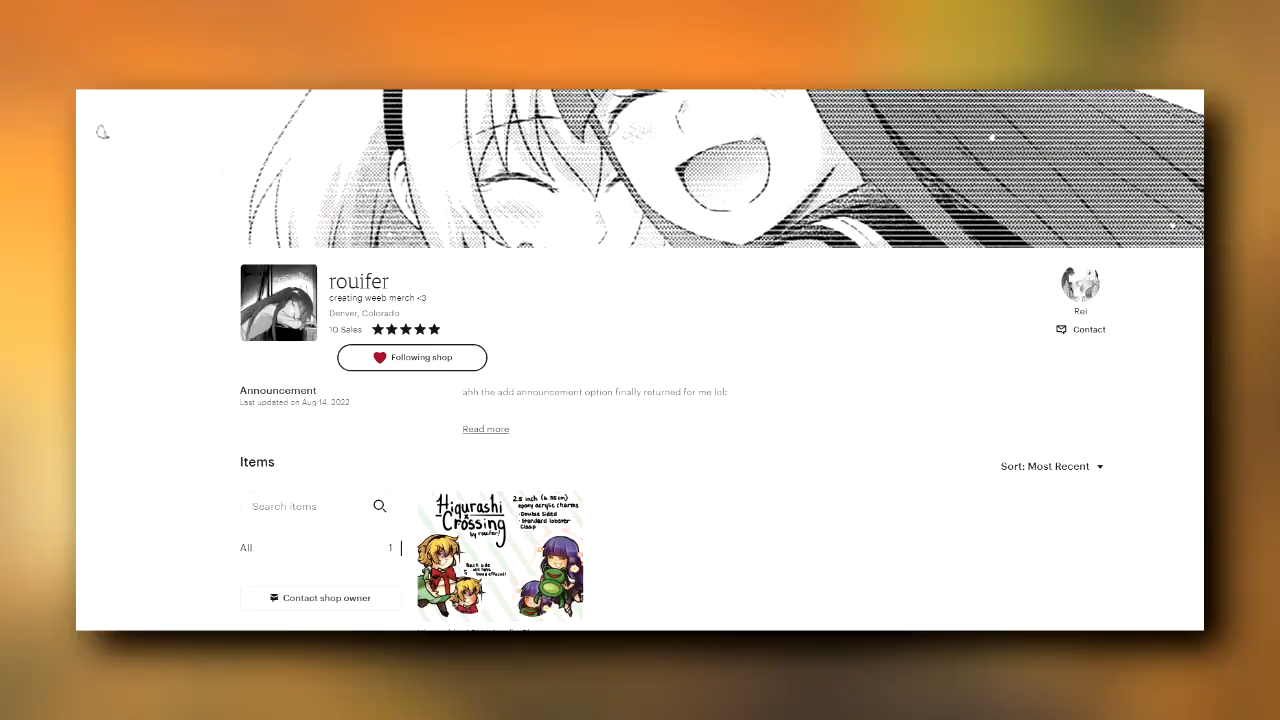 rouifer
creating weeb merch <3
Denver, Colorado
10 Sales
Following shop
Rei
Contact
Announcement
Last updated on Aug 14, 2022
ahh the add announcement option finally returned for me lol:
Read more
Items
Sort: Most Recent
Search items
All 1
Contact shop owner
Higurashi
x
Crossing
by rouifer!
2.5 inch (6.35cm)
epoxy acrylic charms
·Double sided
·Standard lobster
clasp
Back side